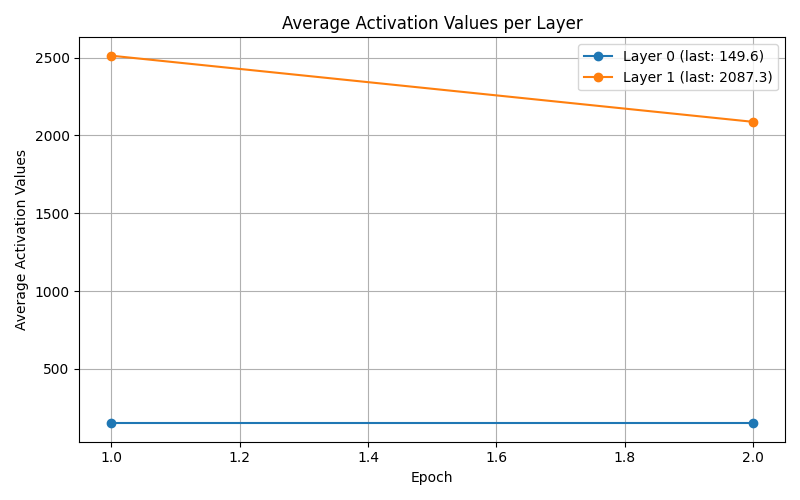 Average Activation Values per Layer
Layer 0 (last: 149.6)
Layer 1 (last: 2087.3)
Average Activation Values
2500
2000
1500
1000
500
1.0
1.2
1.4
1.6
1.8
2.0
Epoch